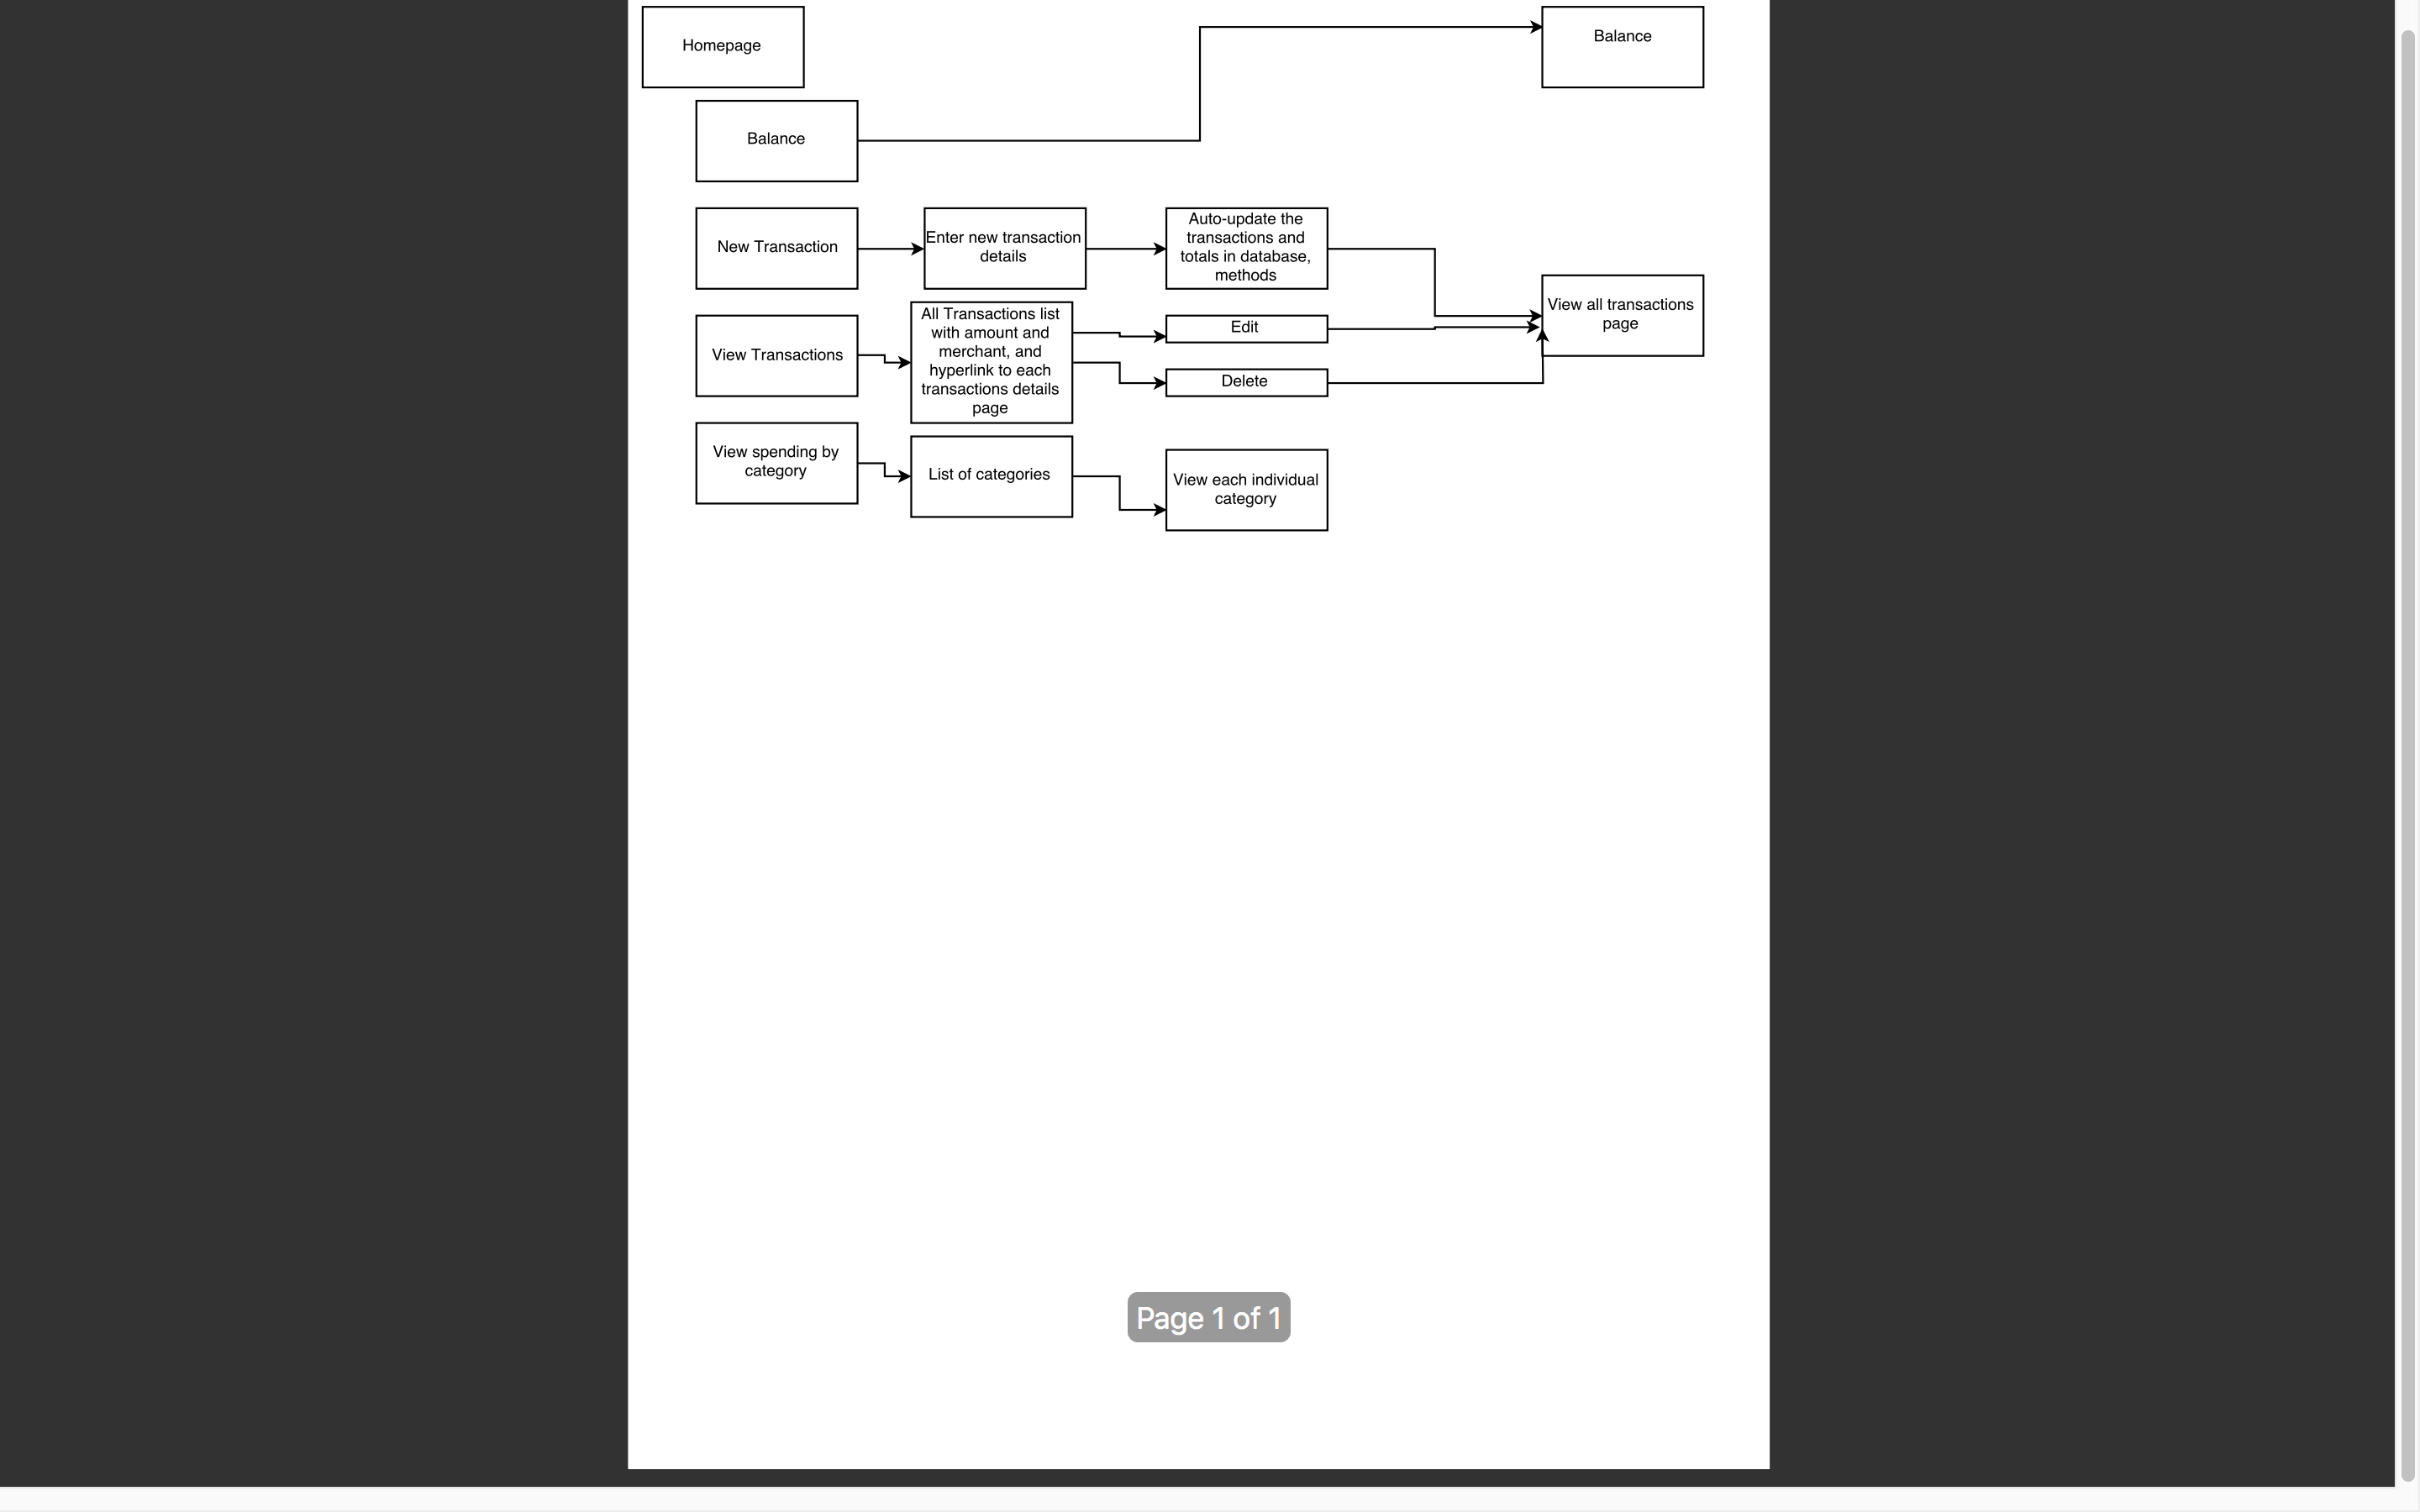 Homepage
Balance
Balance
New Transaction
Enter new transaction
details
Auto-update the
transactions and
totals in database,
methods
View all transactions
page
View Transactions
All Transactions list
with amount and
merchant, and
hyperlink to each
transactions details
page
Edit
Delete
View spending by
category
List of categories
View each individual
category
Page 1 of 1